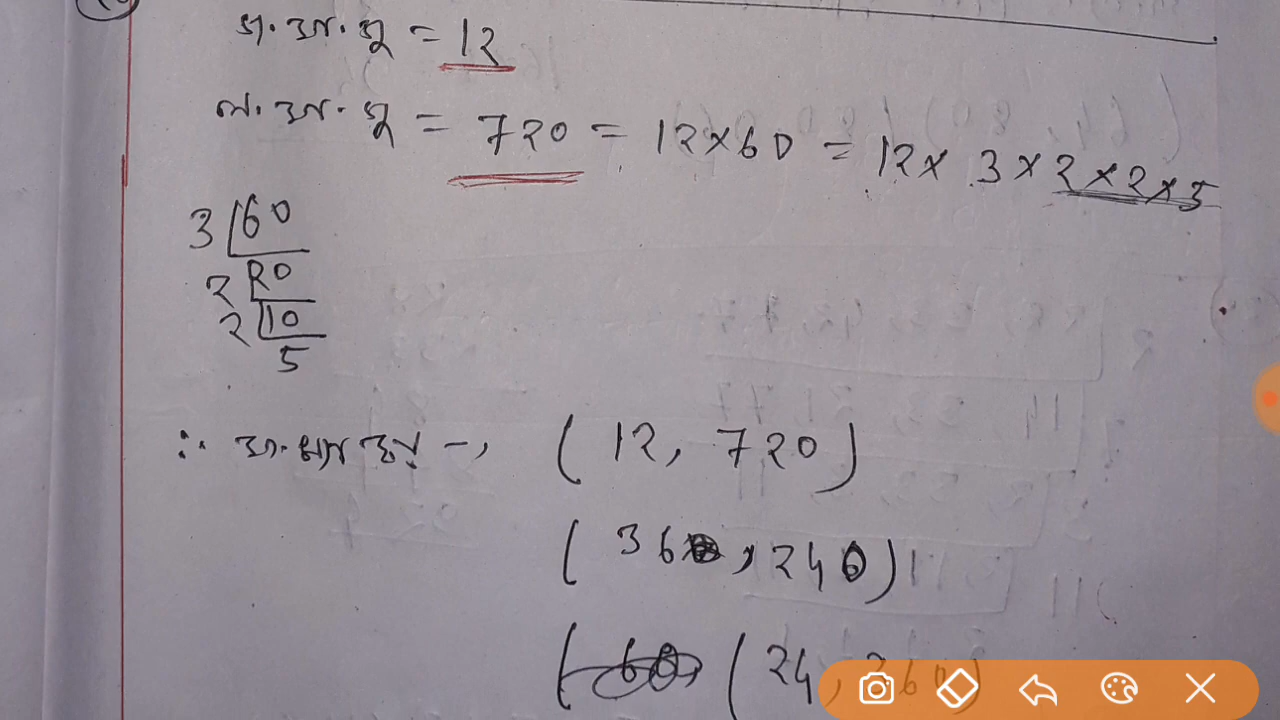 গ.সা.গু = 12
ল.সা.গু = 720 = 12×60 = 12× 3×2×2×5
3 60
2 20
2 10
5
∴ (12, 720)
(36, 240)
(24, 360)